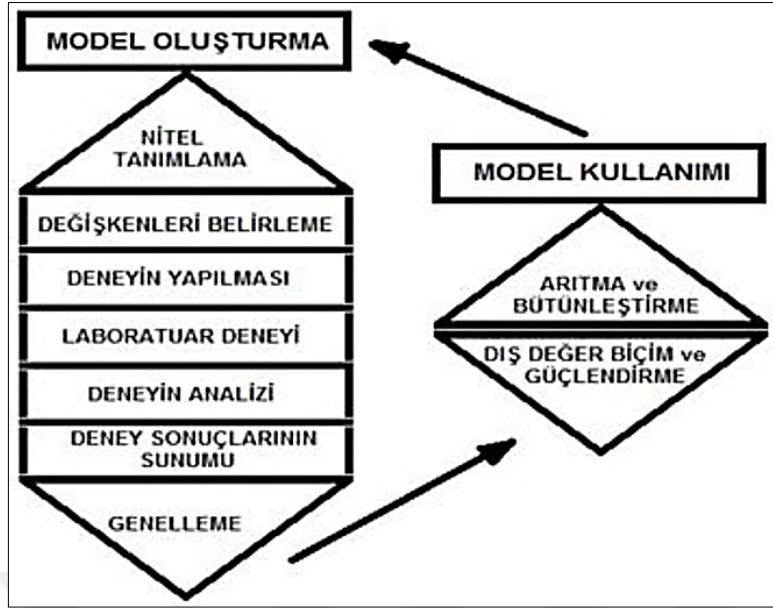 MODEL OLUŞTURMA
NİTEL
TANIMLAMA
DEĞİŞKENLERİ BELİRLEME
DENEYİN YAPILMASI
LABORATUAR DENEYİ
DENEYİN ANALİZİ
DENEY SONUÇLARININ
SUNUMU
GENELLEME
MODEL KULLANIMI
ARITMA ve
BÜTÜNLEŞTİRME
DIŞ DEĞER BİÇİM ve
GÜÇLENDİRME